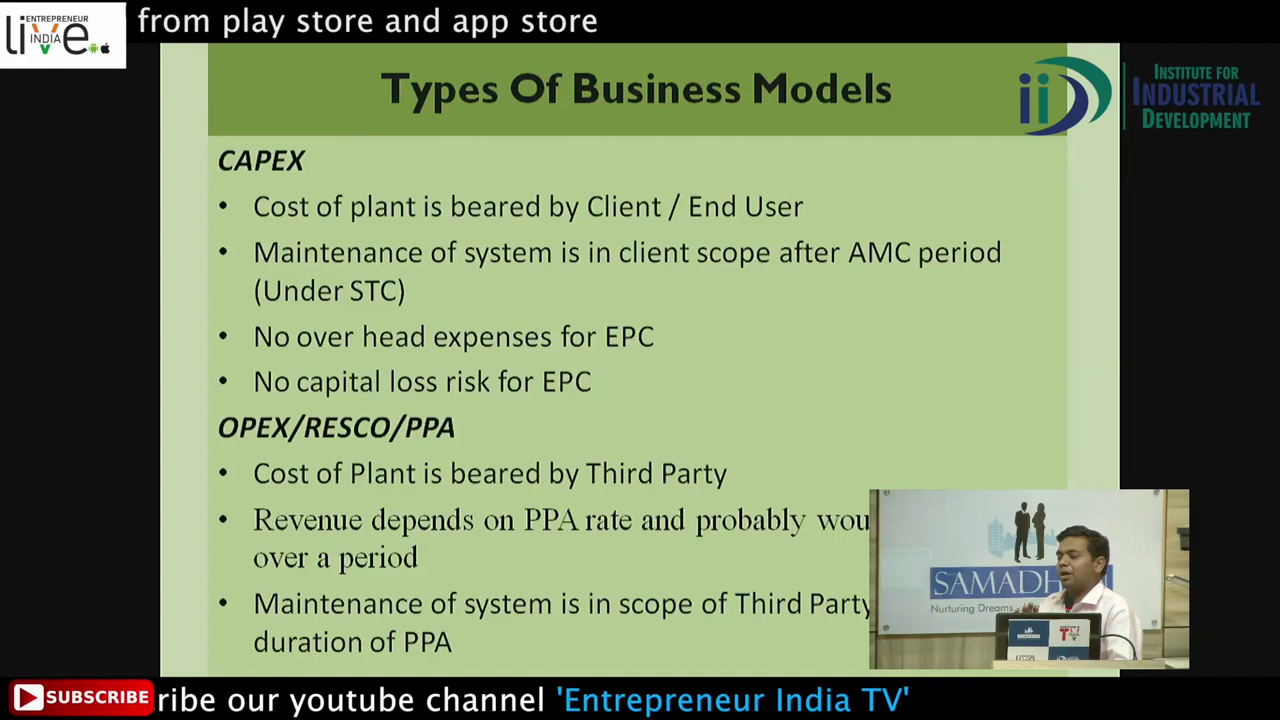 from play store and app store
ENTREPRENEUR
live
INDIA
Types Of Business Models
INSTITUTE FOR
INDUSTRIAL
DEVELOPMENT
CAPEX
• Cost of plant is beared by Client / End User
• Maintenance of system is in client scope after AMC period
(Under STC)
• No over head expenses for EPC
• No capital loss risk for EPC
OPEX/RESCO/PPA
• Cost of Plant is beared by Third Party
• Revenue depends on PPA rate and probably wou
over a period
• Maintenance of system is in scope of Third Party
duration of PPA
SAMADH
Nurturing Dreams
SUBSCRIBE
ribe our youtube channel 'Entrepreneur India TV'